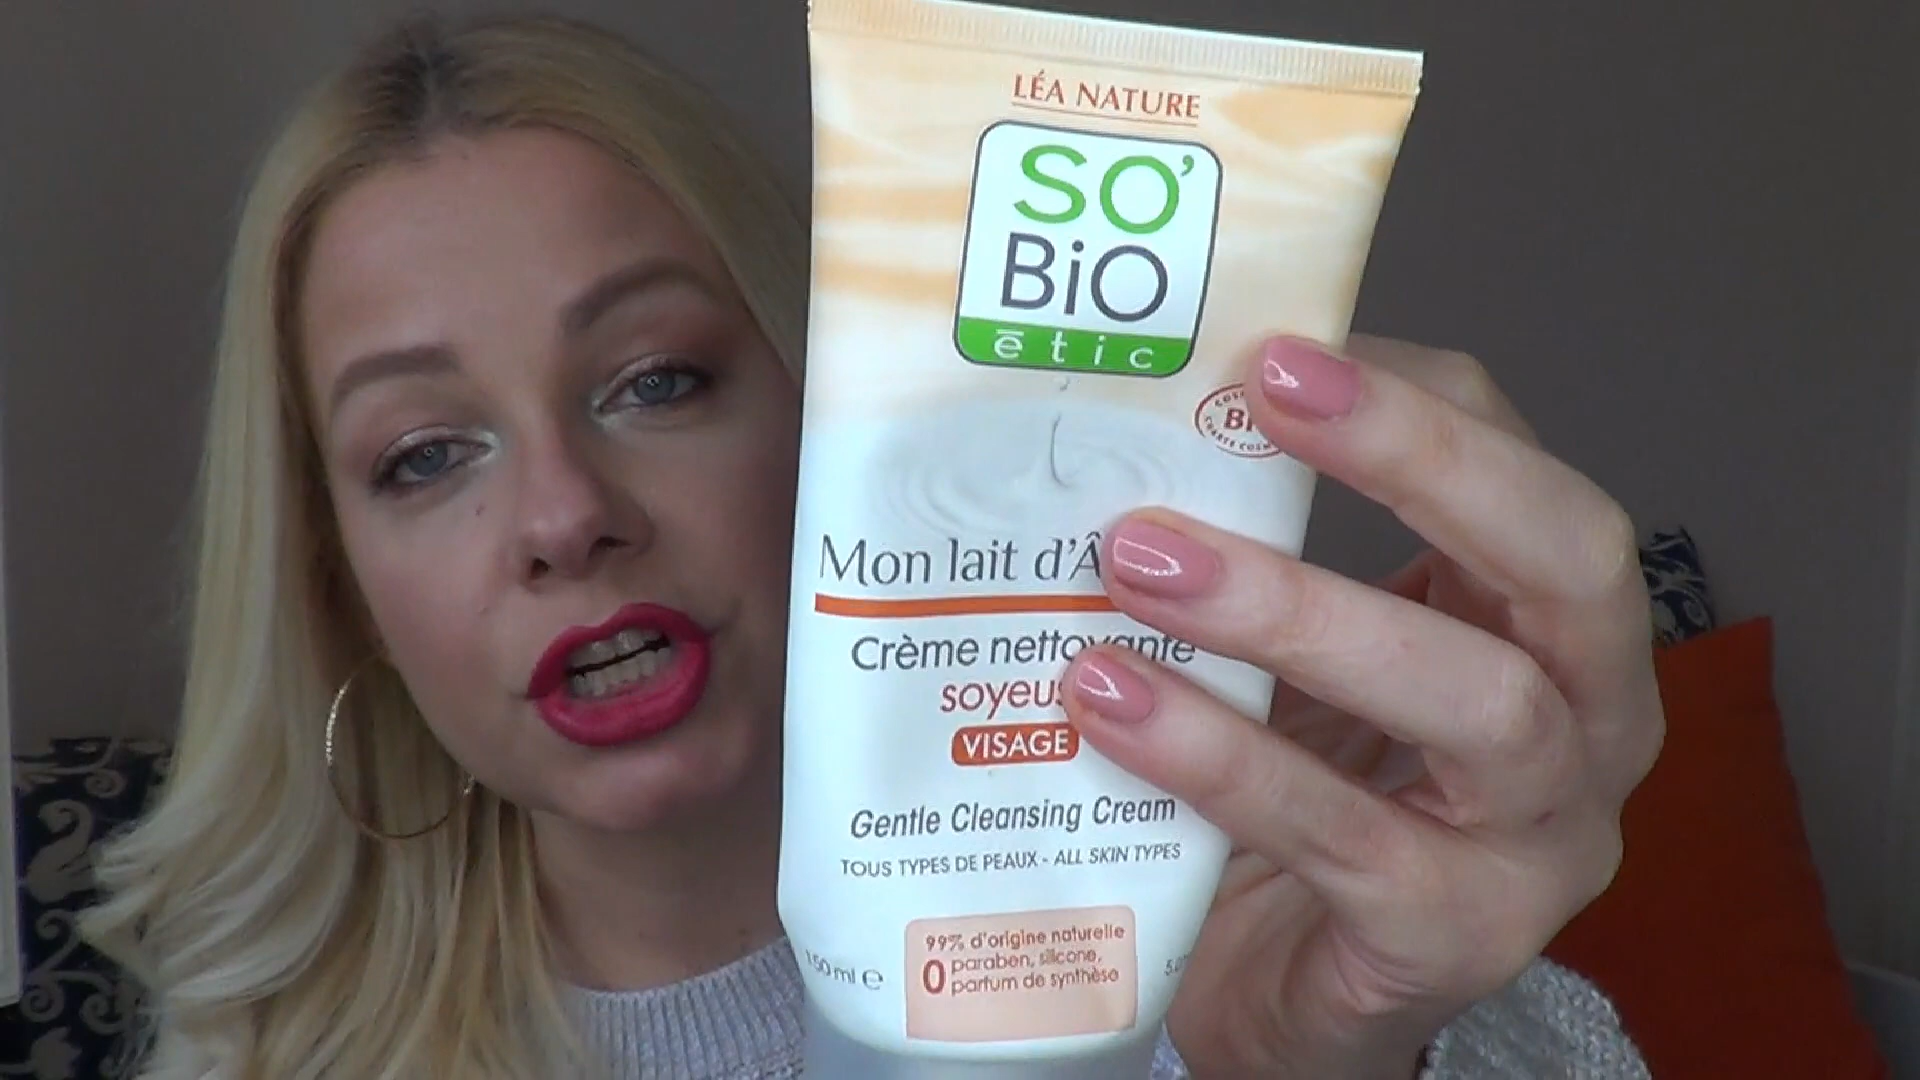 LÉA NATURE
SO'
BiO
ētic
Mon lait d'Â
Crème nettoyante
soyeus
VISAGE
Gentle Cleansing Cream
TOUS TYPES DE PEAUX - ALL SKIN TYPES
99% d'origine naturelle
0 paraben, silicone,
parfum de synthèse
150 ml e